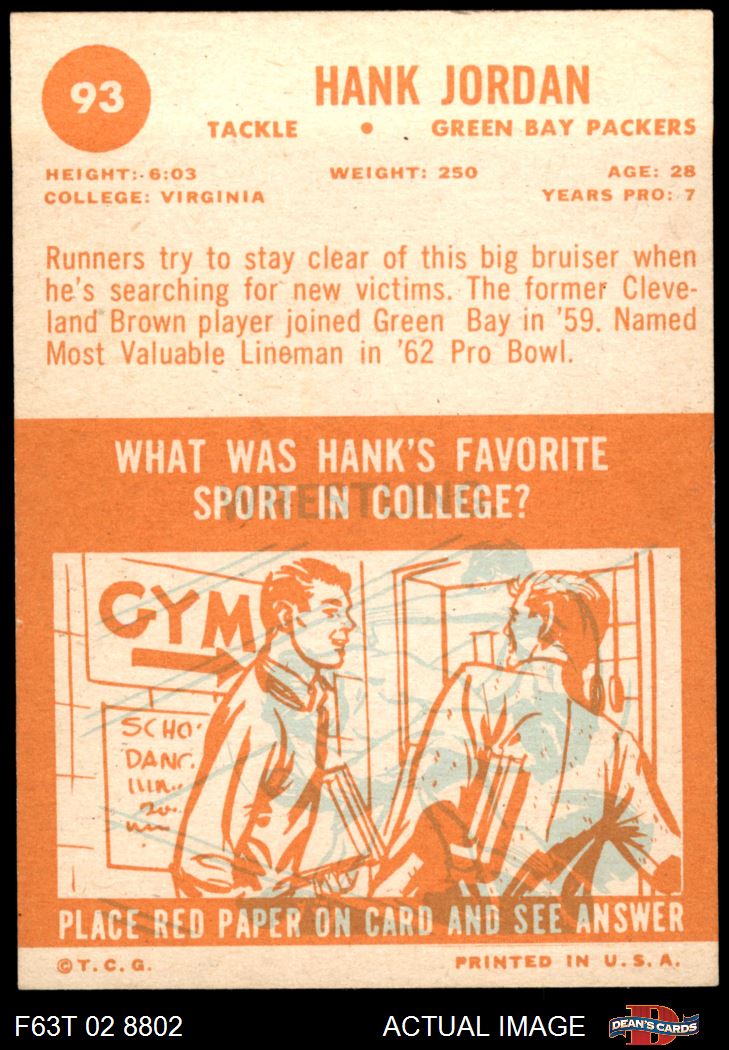 93
HANK JORDAN
TACKLE • GREEN BAY PACKERS
HEIGHT: 6:03 WEIGHT: 250 AGE: 28
COLLEGE: VIRGINIA YEARS PRO: 7
Runners try to stay clear of this big bruiser when
he's searching for new victims. The former Cleve-
land Brown player joined Green Bay in '59. Named
Most Valuable Lineman in '62 Pro Bowl.
WHAT WAS HANK'S FAVORITE
SPORT IN COLLEGE?
WRESTLING
GYM
SCHO
DANC.
PLACE RED PAPER ON CARD AND SEE ANSWER
© T.C.G. PRINTED IN U.S.A.
F63T 02 8802 ACTUAL IMAGE D DEAN'S CARDS